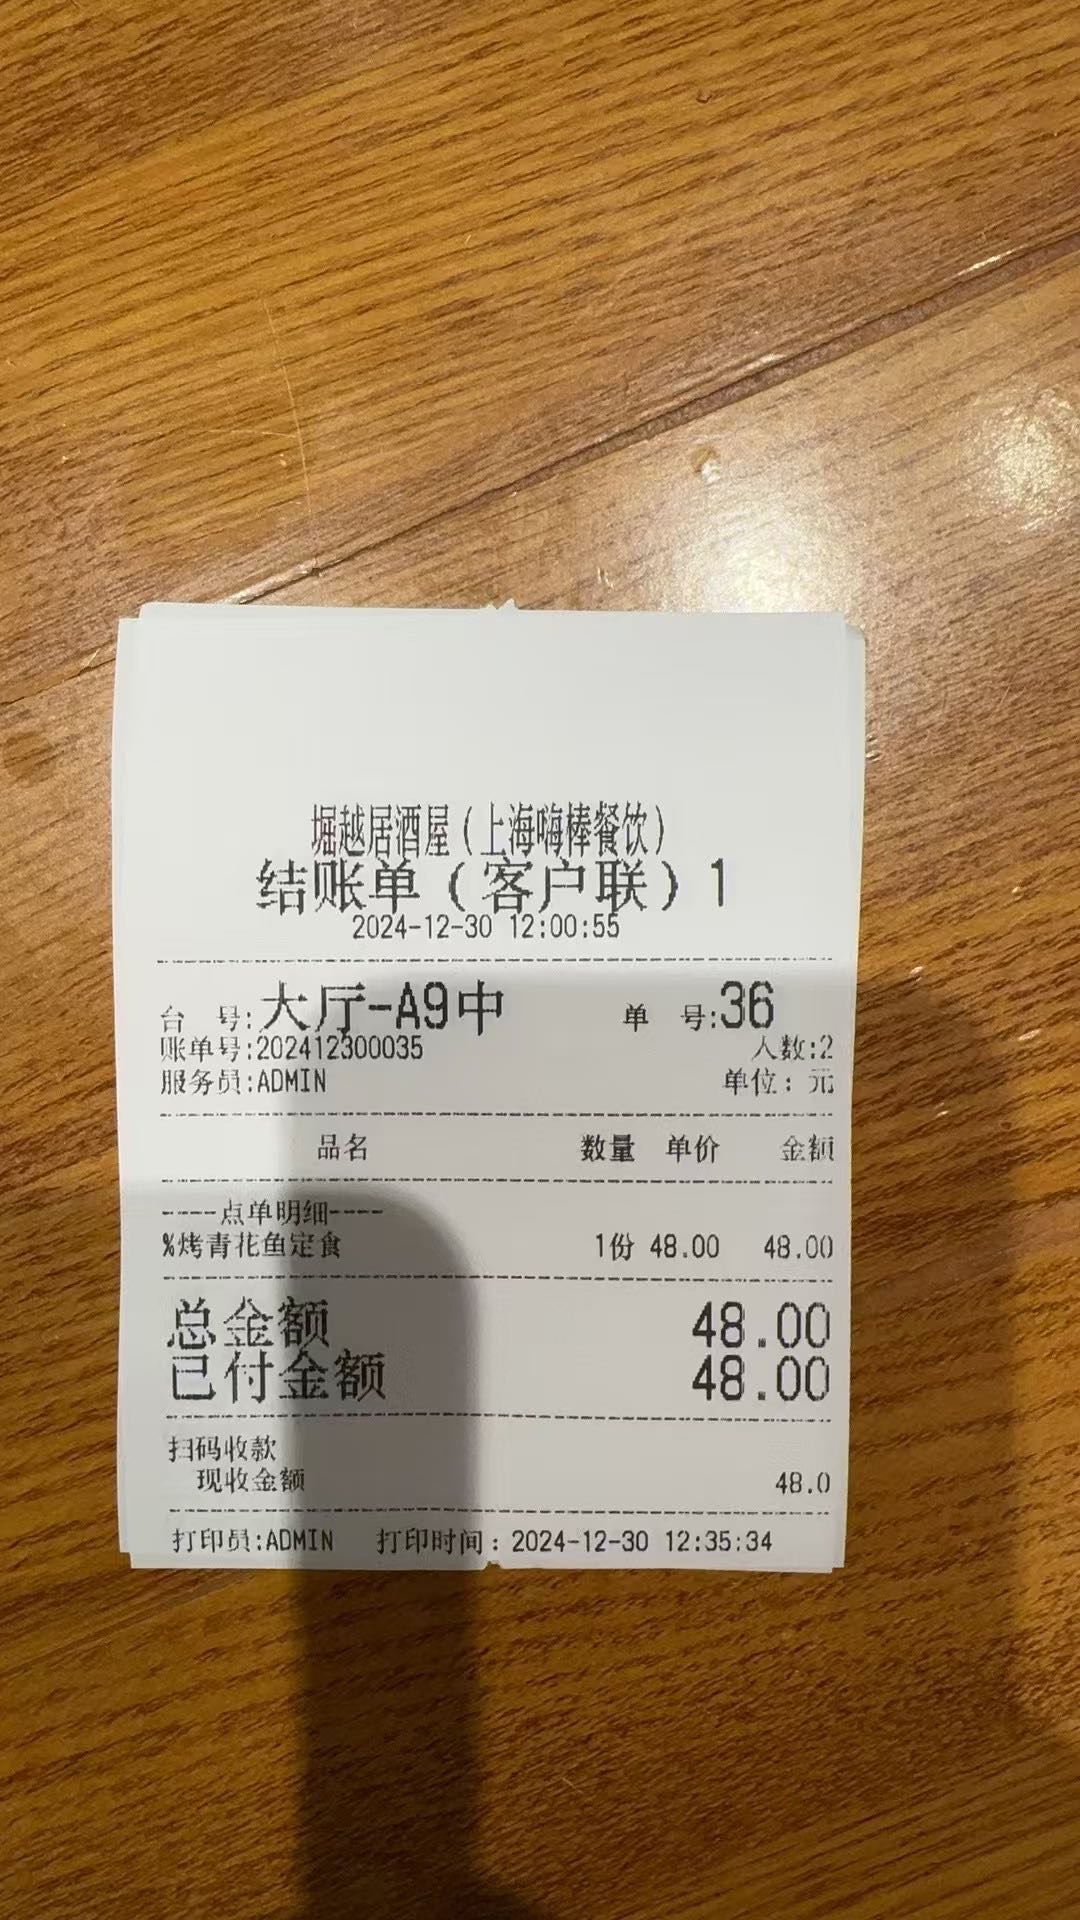 堀越居酒屋(上海嗨棒餐饮)
结账单(客户联)1
2024-12-30 12:00:55
台 号:大厅-A9中 单 号:36
账单号:202412300035 人数:2
服务员:ADMIN 单位: 元
品名 数量 单价 金额
----点单明细----
%烤青花鱼定食 1份 48.00 48.00
总金额 48.00
已付金额 48.00
扫码收款
现收金额 48.0
打印员:ADMIN 打印时间: 2024-12-30 12:35:34